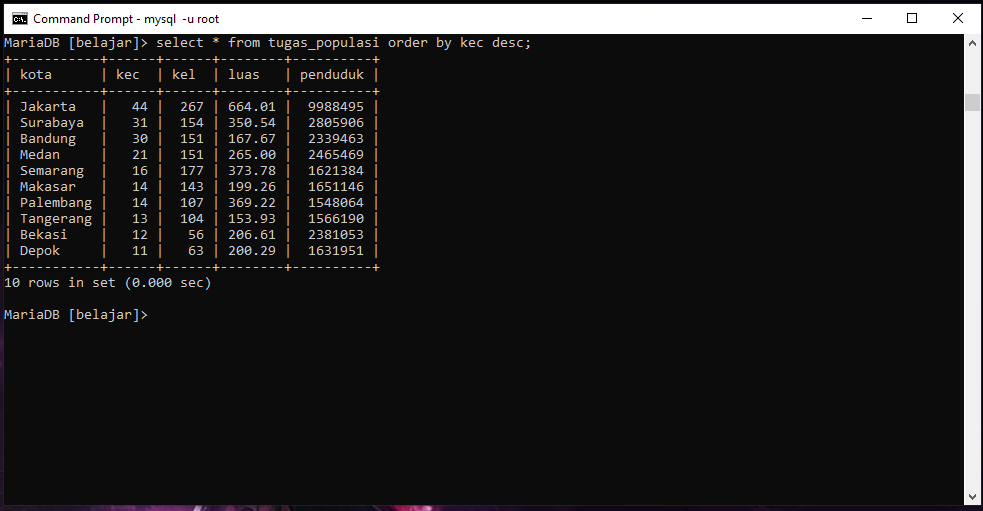 Command Prompt - mysql  -u root
MariaDB [belajar]> select * from tugas_populasi order by kec desc;
+-----------+------+------+--------+----------+
| kota      | kec  | kel  | luas   | penduduk |
+-----------+------+------+--------+----------+
| Jakarta   |   44 |  267 | 664.01 |  9988495 |
| Surabaya  |   31 |  154 | 350.54 |  2805906 |
| Bandung   |   30 |  151 | 167.67 |  2339463 |
| Medan     |   21 |  151 | 265.00 |  2465469 |
| Semarang  |   16 |  177 | 373.78 |  1621384 |
| Makasar   |   14 |  143 | 199.26 |  1651146 |
| Palembang |   14 |  107 | 369.22 |  1548064 |
| Tangerang |   13 |  104 | 153.93 |  1566190 |
| Bekasi    |   12 |   56 | 206.61 |  2381053 |
| Depok     |   11 |   63 | 200.29 |  1631951 |
+-----------+------+------+--------+----------+
10 rows in set (0.000 sec)
MariaDB [belajar]>